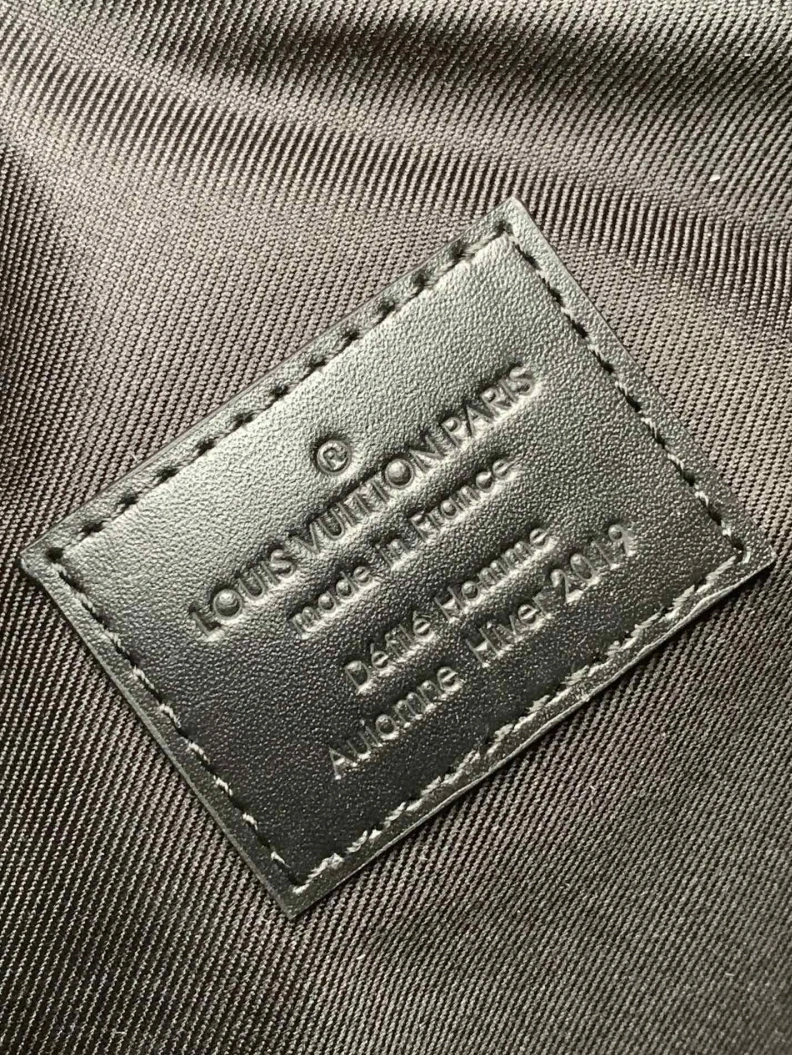 ®
LOUIS VUITTON PARIS
made in France
Défilé Homme
Automne Hiver 2019